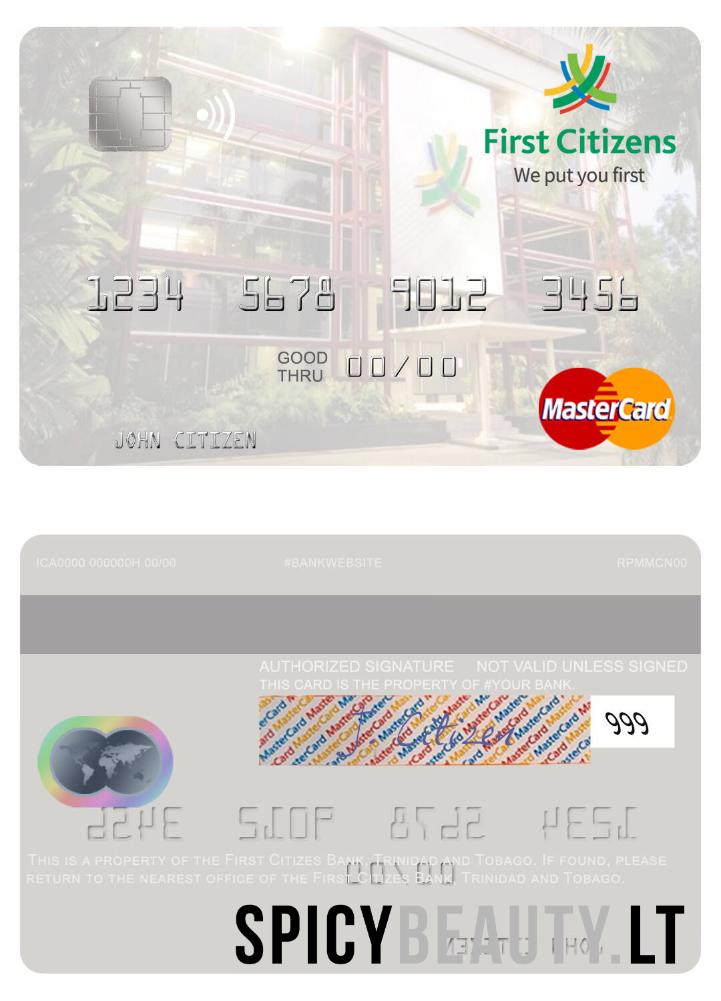 First Citizens
We put you first
1234 5678 9012 3456
GOOD THRU 00/00
MasterCard
JOHN CITIZEN
ICA0000 000000H 00/00 #BANKWEBSITE RPMMCN00
AUTHORIZED SIGNATURE NOT VALID UNLESS SIGNED
THIS CARD IS THE PROPERTY OF #YOUR BANK.
J Citizen 999
THIS IS A PROPERTY OF THE FIRST CITIZES BANK, TRINIDAD AND TOBAGO. IF FOUND, PLEASE
RETURN TO THE NEAREST OFFICE OF THE FIRST CITIZES BANK, TRINIDAD AND TOBAGO.
SPICYBEAUTY.LT